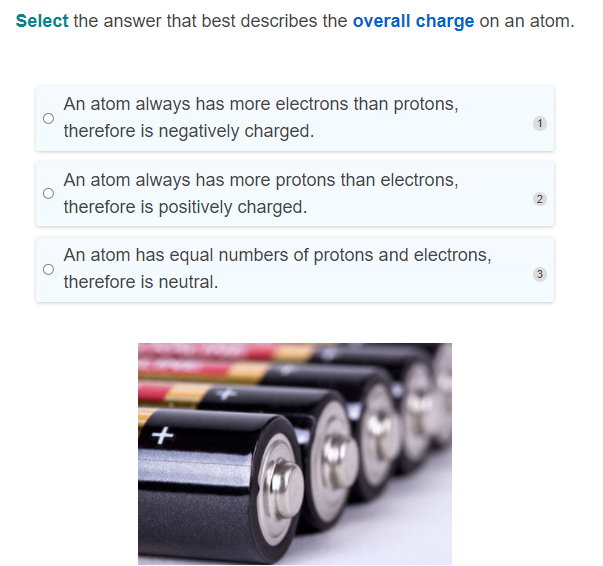 Select the answer that best describes the overall charge on an atom.
An atom always has more electrons than protons,
therefore is negatively charged.
1
An atom always has more protons than electrons,
therefore is positively charged.
2
An atom has equal numbers of protons and electrons,
therefore is neutral.
3
+
+